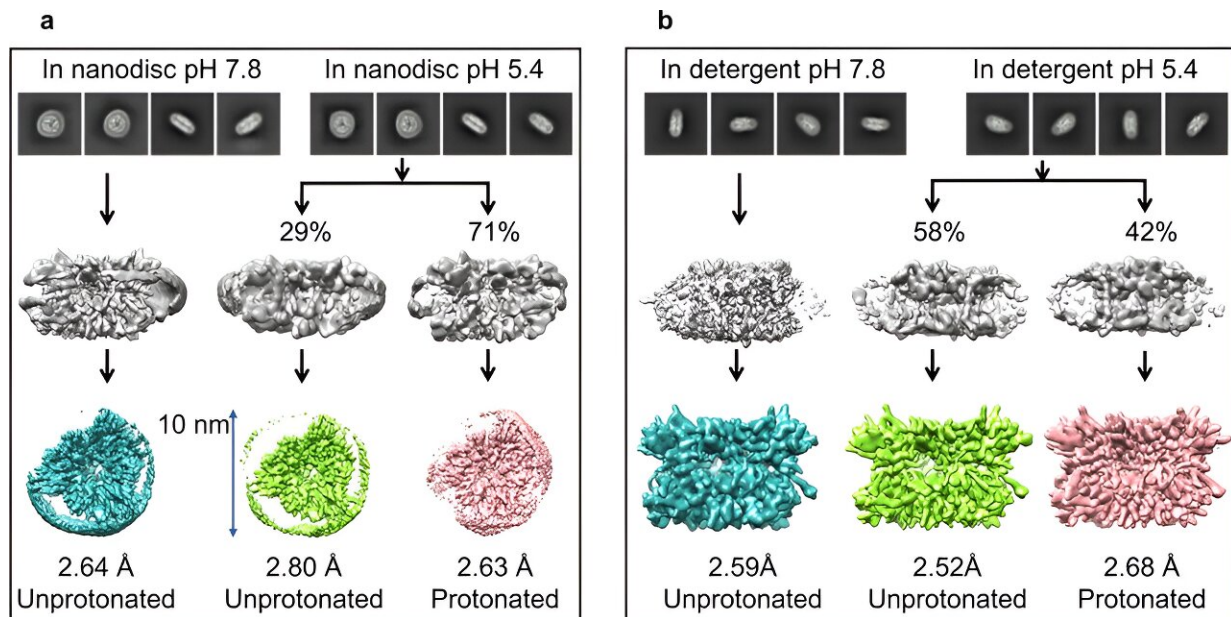 a
In nanodisc pH 7.8
In nanodisc pH 5.4
29%
71%
10 nm
2.64 Å
Unprotonated
2.80 Å
Unprotonated
2.63 Å
Protonated
b
In detergent pH 7.8
In detergent pH 5.4
58%
42%
2.59Å
Unprotonated
2.52Å
Unprotonated
2.68 Å
Protonated